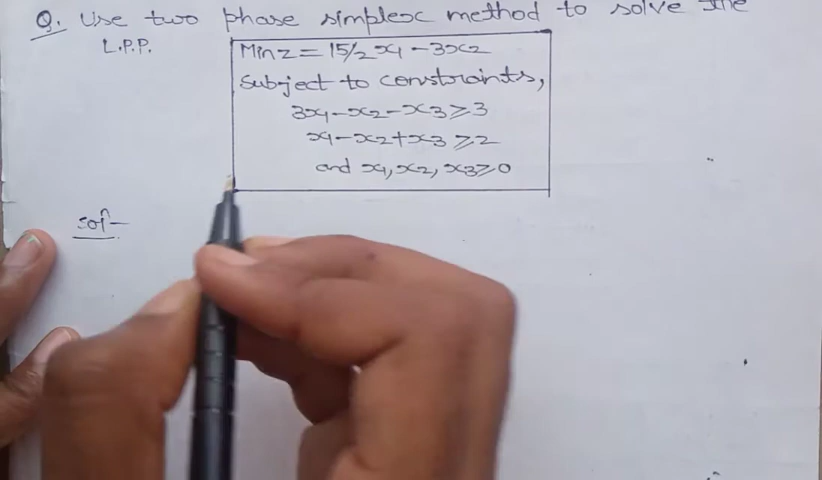 Q. Use two phase simplex method to solve the
L.P.P.
Min z = 15/2 x1 - 3x2
Subject to constraints,
3x1 - x2 - x3 ≥ 3
x1 - x2 + x3 ≥ 2
and x1, x2, x3 ≥ 0
Solⁿ -